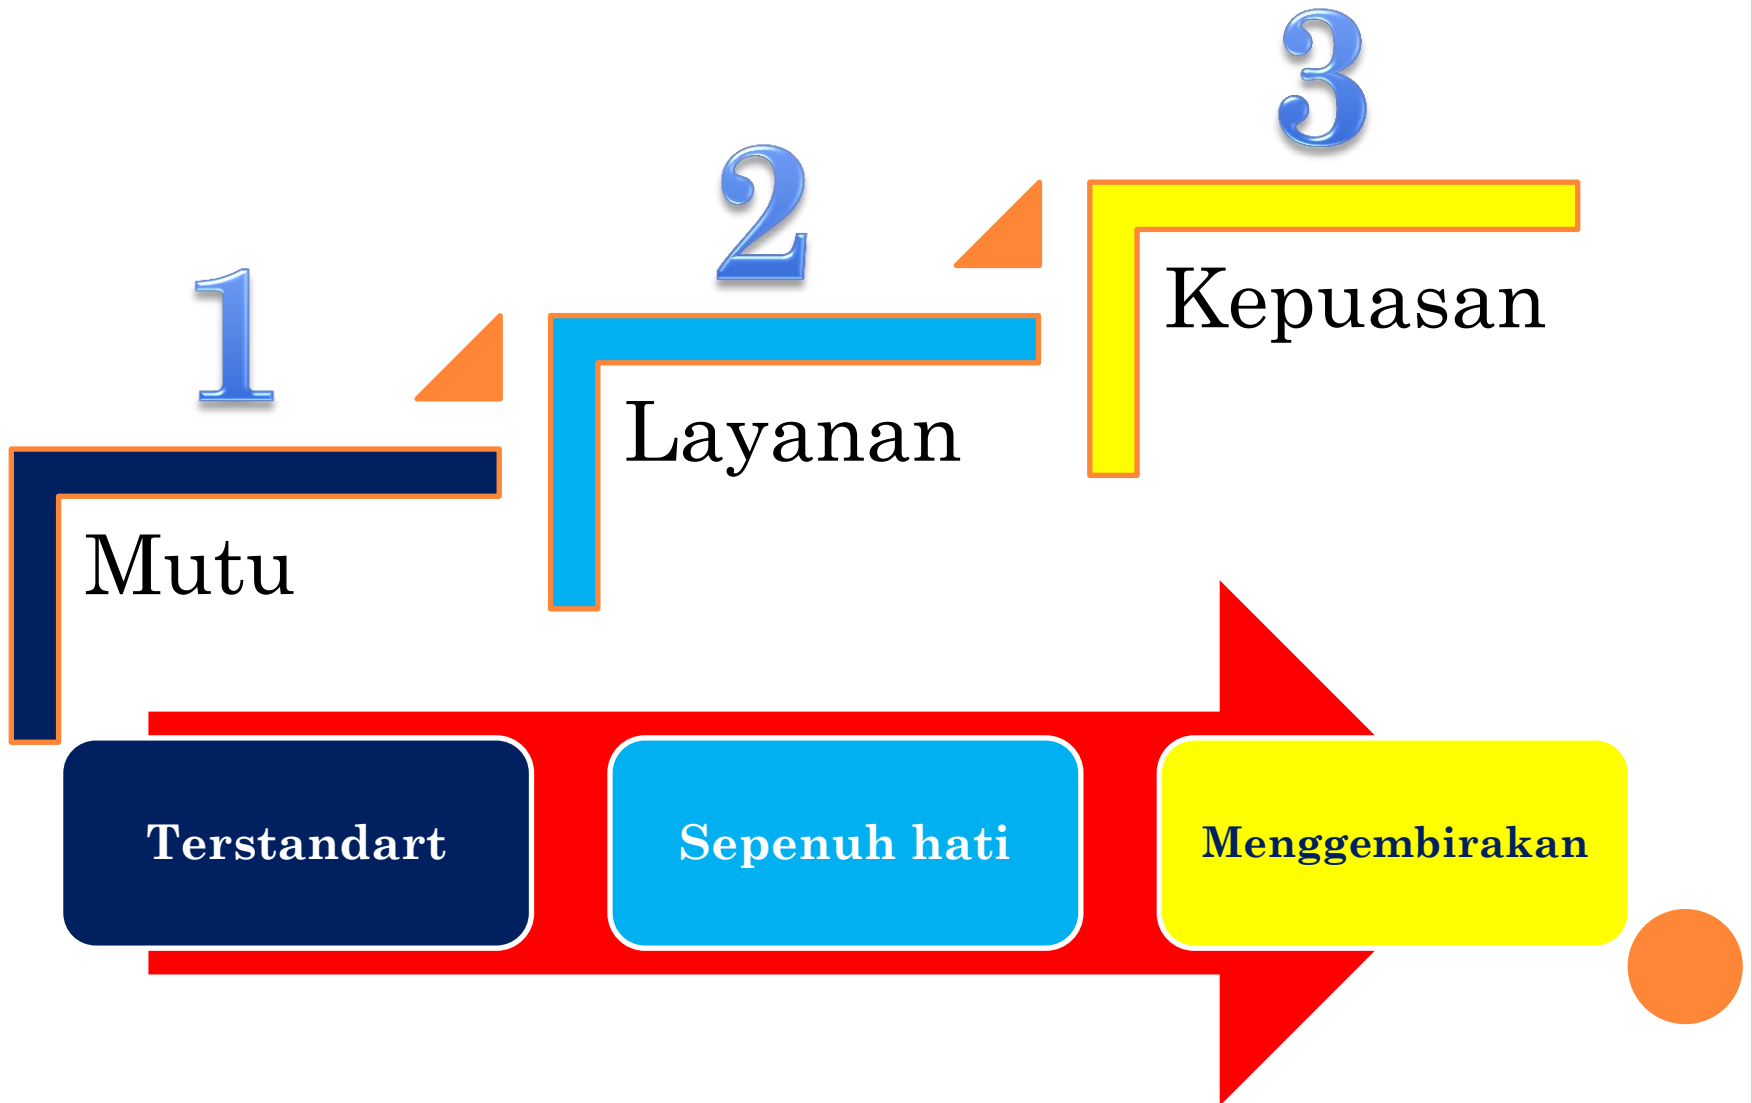 1
Mutu
2
Layanan
3
Kepuasan
Terstandart
Sepenuh hati
Menggembirakan